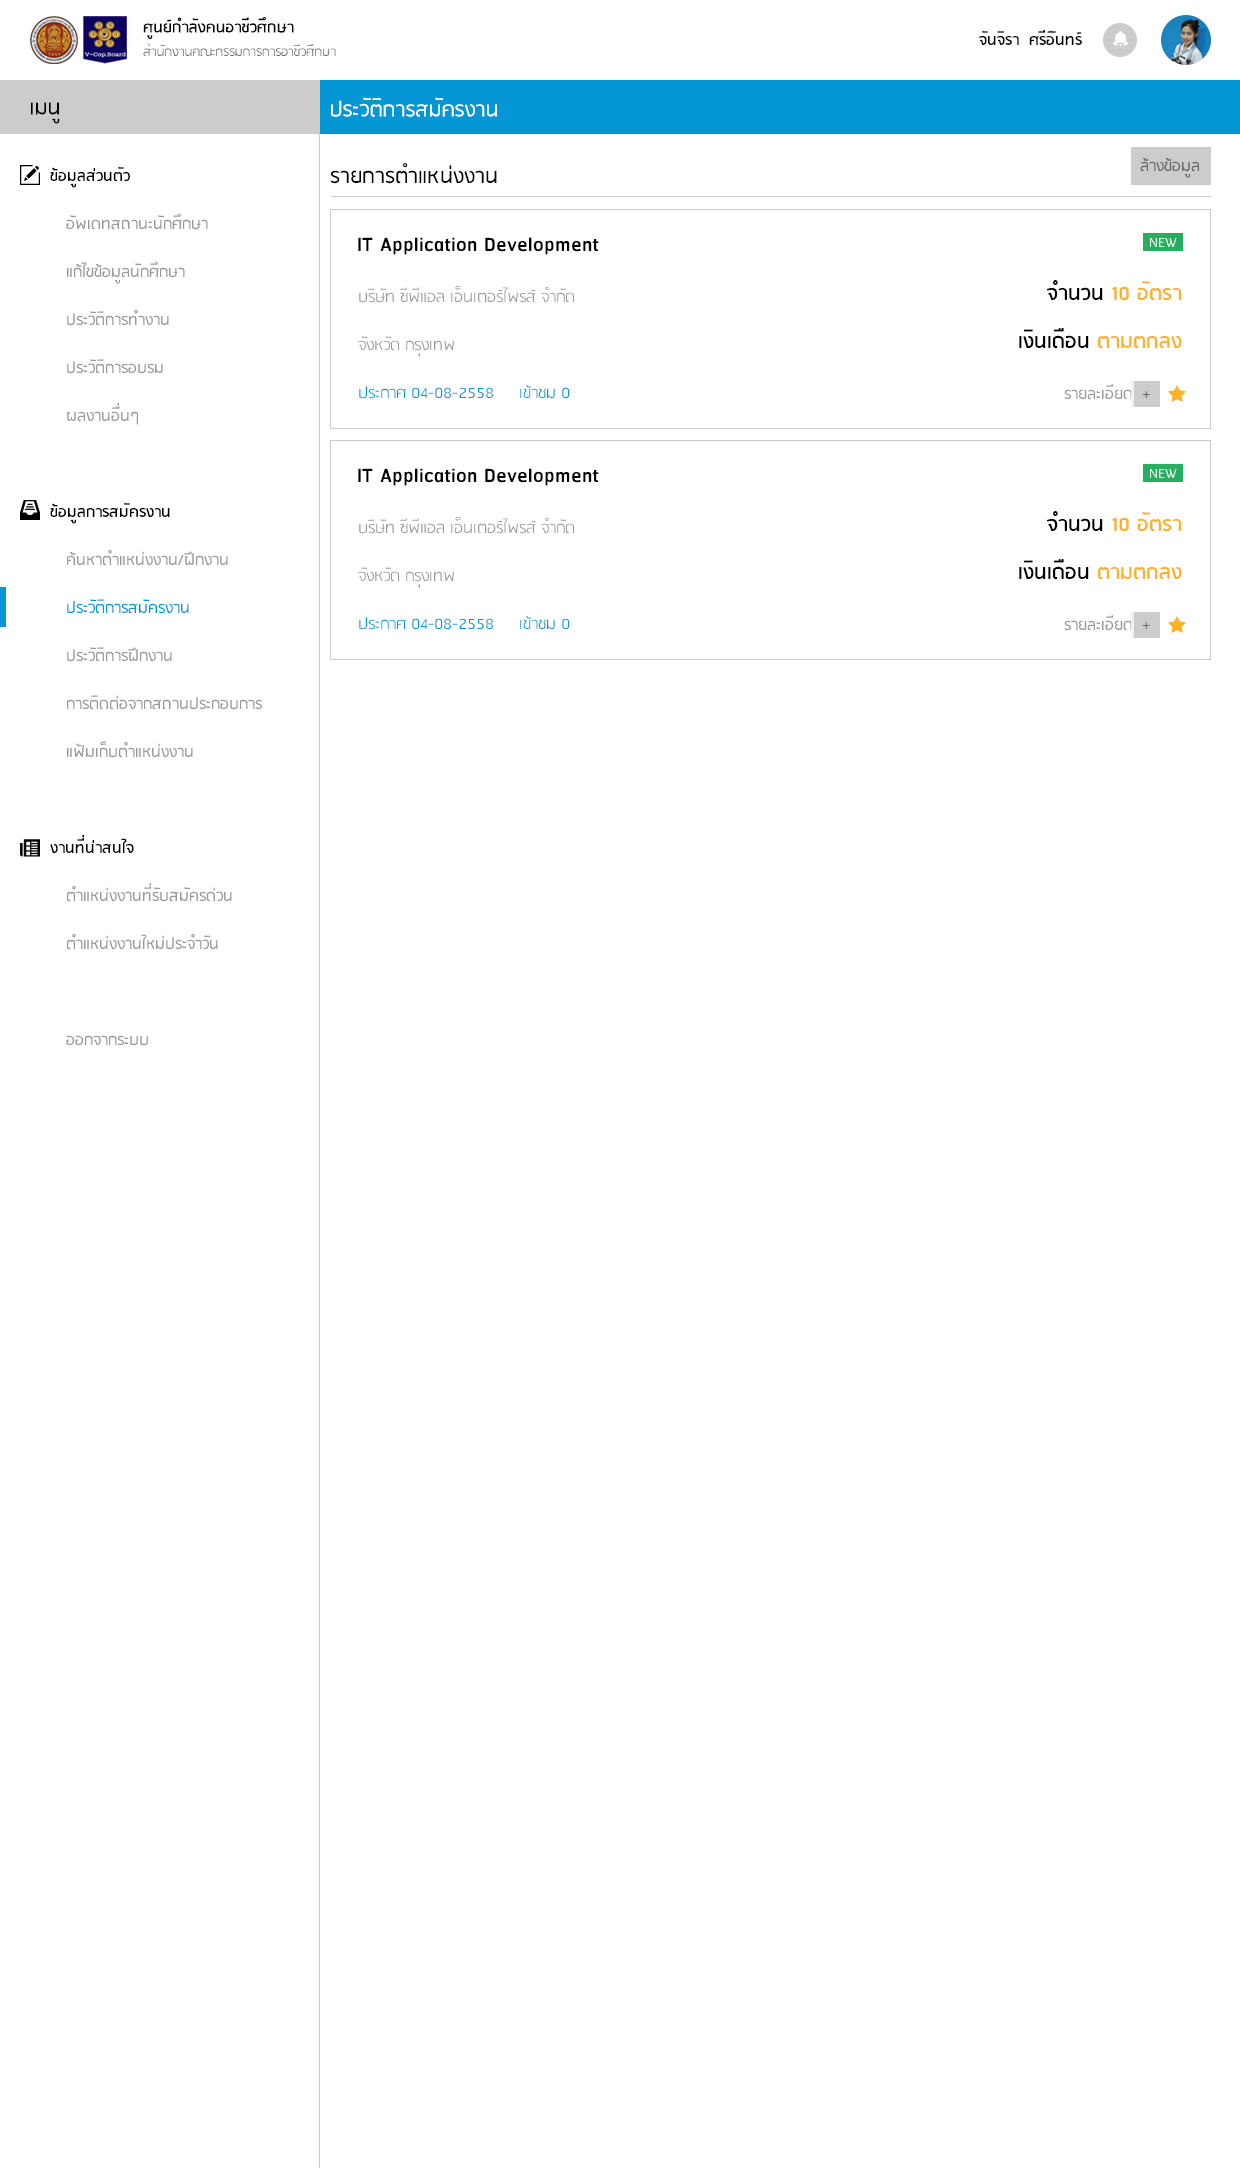 ศูนย์กำลังคนอาชีวศึกษา
สำนักงานคณะกรรมการการอาชีวศึกษา
V-Cop.Board
จันจิรา ศรีอินทร์
เมนู
ประวัติการสมัครงาน
ข้อมูลส่วนตัว
อัพเดทสถานะนักศึกษา
แก้ไขข้อมูลนักศึกษา
ประวัติการทำงาน
ประวัติการอบรม
ผลงานอื่นๆ
ข้อมูลการสมัครงาน
ค้นหาตำแหน่งงาน/ฝึกงาน
ประวัติการสมัครงาน
ประวัติการฝึกงาน
การติดต่อจากสถานประกอบการ
แฟ้มเก็บตำแหน่งงาน
งานที่น่าสนใจ
ตำแหน่งงานที่รับสมัครด่วน
ตำแหน่งงานใหม่ประจำวัน
ออกจากระบบ
รายการตำแหน่งงาน
ล้างข้อมูล
IT Application Development
NEW
บริษัท ซีพีแอล เอ็นเตอร์ไพรส์ จำกัด
จำนวน 10 อัตรา
จังหวัด กรุงเทพ
เงินเดือน ตามตกลง
ประกาศ 04-08-2558 เข้าชม 0
รายละเอียด +
IT Application Development
NEW
บริษัท ซีพีแอล เอ็นเตอร์ไพรส์ จำกัด
จำนวน 10 อัตรา
จังหวัด กรุงเทพ
เงินเดือน ตามตกลง
ประกาศ 04-08-2558 เข้าชม 0
รายละเอียด +